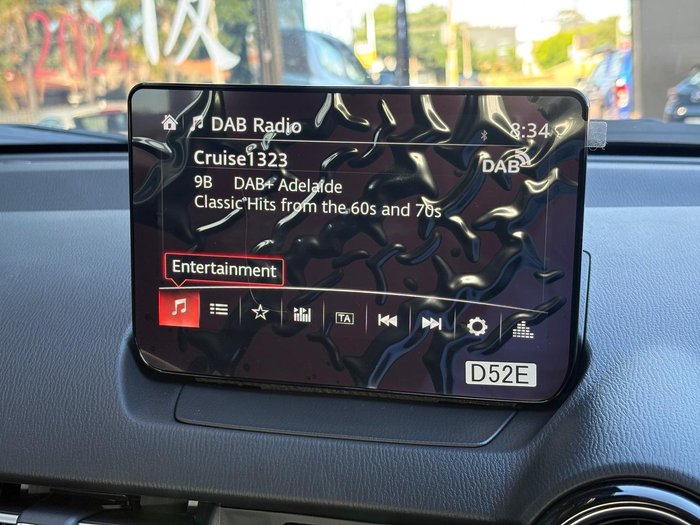 2024
DAB Radio
8:34
Cruise1323
DAB
9B DAB+ Adelaide
Classic Hits from the 60s and 70s
Entertainment
TA
D52E